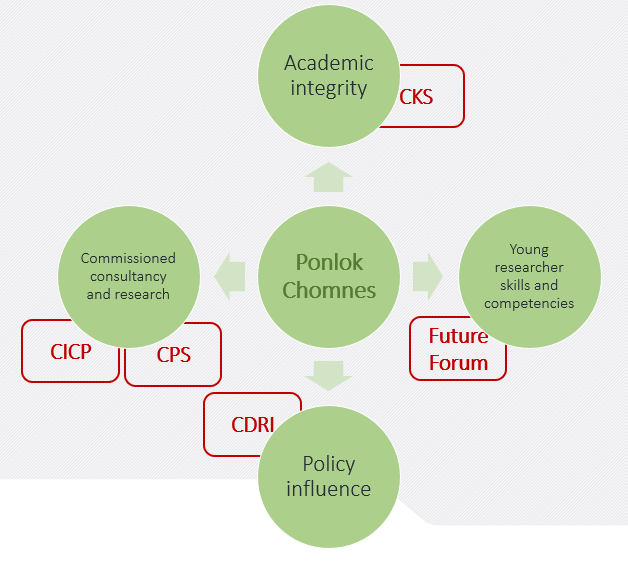 Academic
integrity
CKS
Commissioned
consultancy
and research
Ponlok
Chomnes
Young
researcher
skills and
competencies
CICP
CPS
Future
Forum
CDRI
Policy
influence